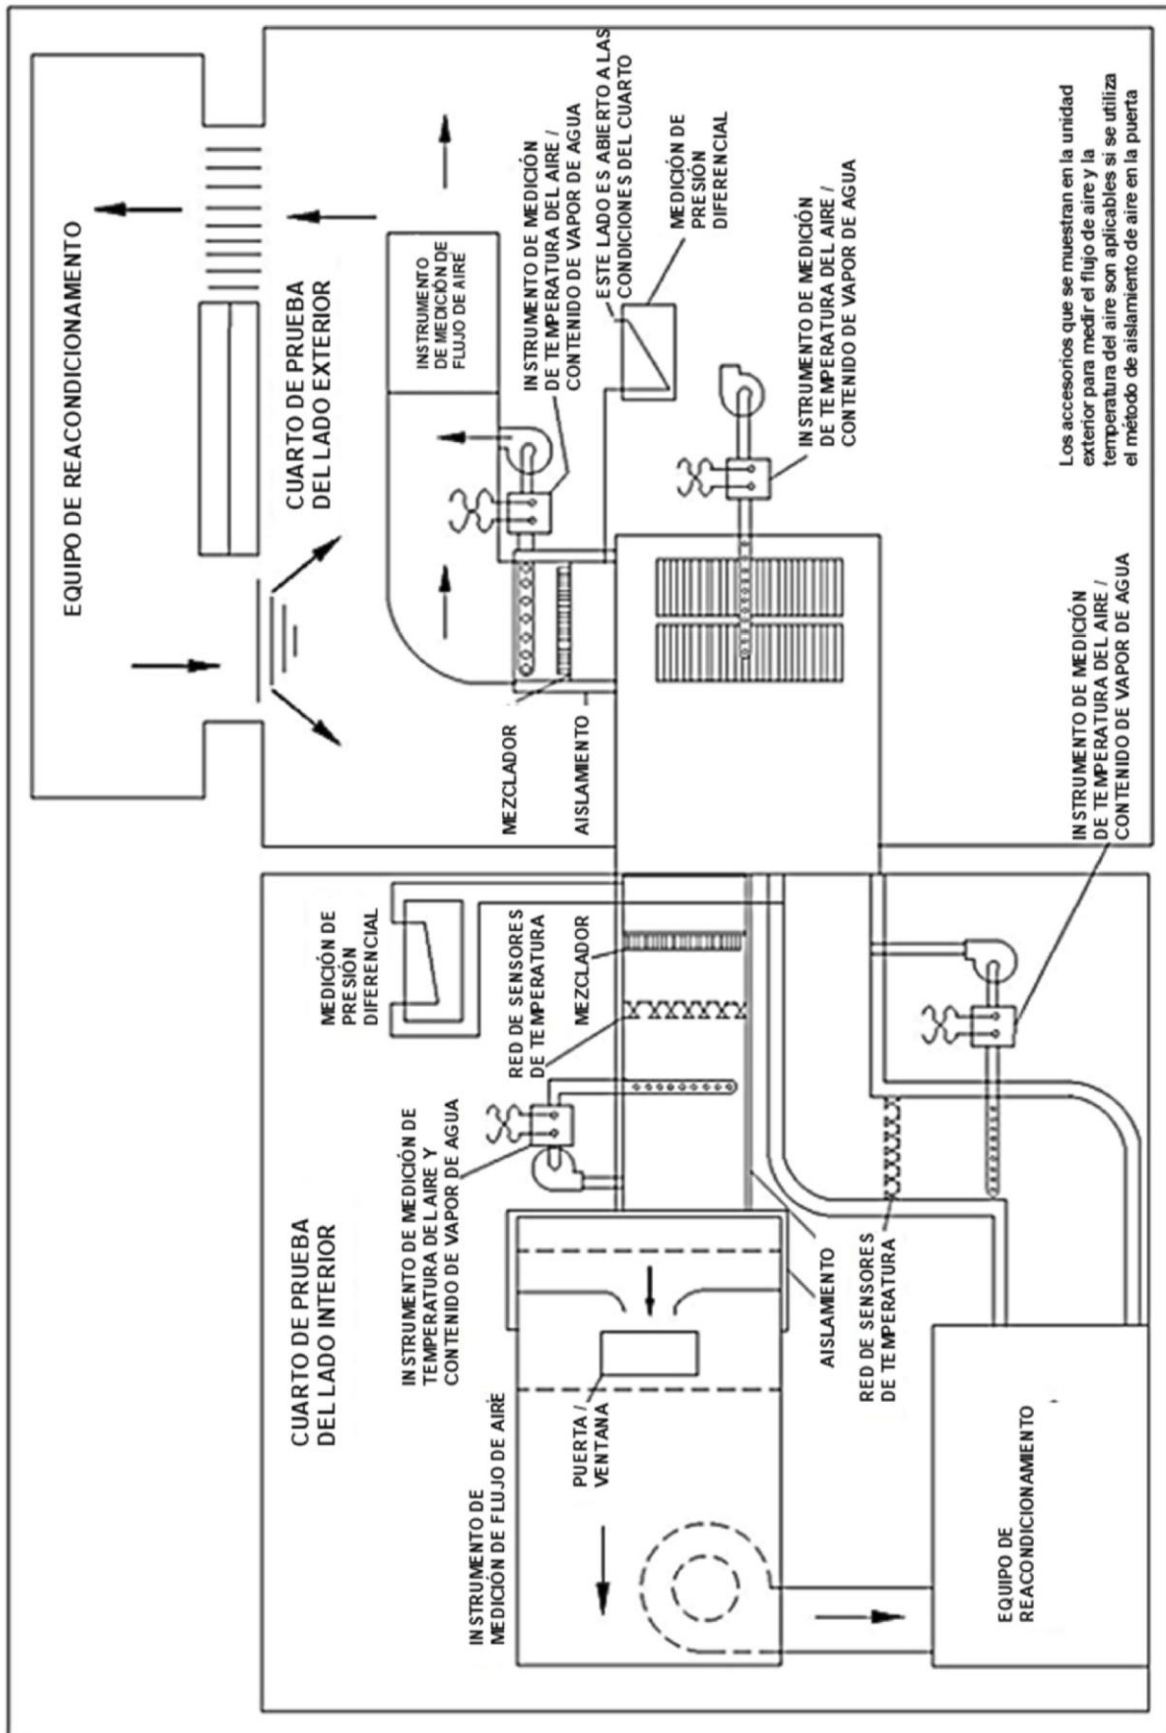 EQUIPO DE REACONDICIONAMIENTO
CUARTO DE PRUEBA
DEL LADO EXTERIOR
INSTRUMENTO
DE MEDICIÓN DE
FLUJO DE AIRE
INSTRUMENTO DE MEDICIÓN
DE TEMPERATURA DEL AIRE /
CONTENIDO DE VAPOR DE AGUA
ESTE LADO ES ABIERTO A LAS
CONDICIONES DEL CUARTO
MEDICIÓN DE
PRESIÓN
DIFERENCIAL
INSTRUMENTO DE MEDICIÓN
DE TEMPERATURA DEL AIRE /
CONTENIDO DE VAPOR DE AGUA
Los accesorios que se muestran en la unidad
exterior para medir el flujo de aire y la
temperatura del aire son aplicables si se utiliza
el método de aislamiento de aire en la puerta
MEZCLADOR
AISLAMIENTO
INSTRUMENTO DE MEDICIÓN
DE TEMPERATURA DEL AIRE /
CONTENIDO DE VAPOR DE AGUA
CUARTO DE PRUEBA
DEL LADO INTERIOR
MEDICIÓN DE
PRESIÓN
DIFERENCIAL
INSTRUMENTO DE MEDICIÓN DE
TEMPERATURA DEL AIRE Y
CONTENIDO DE VAPOR DE AGUA
RED DE SENSORES
DE TEMPERATURA
MEZCLADOR
INSTRUMENTO DE
MEDICIÓN DE FLUJO DE AIRE
PUERTA /
VENTANA
AISLAMIENTO
RED DE SENSORES
DE TEMPERATURA
EQUIPO DE
REACONDICIONAMIENTO